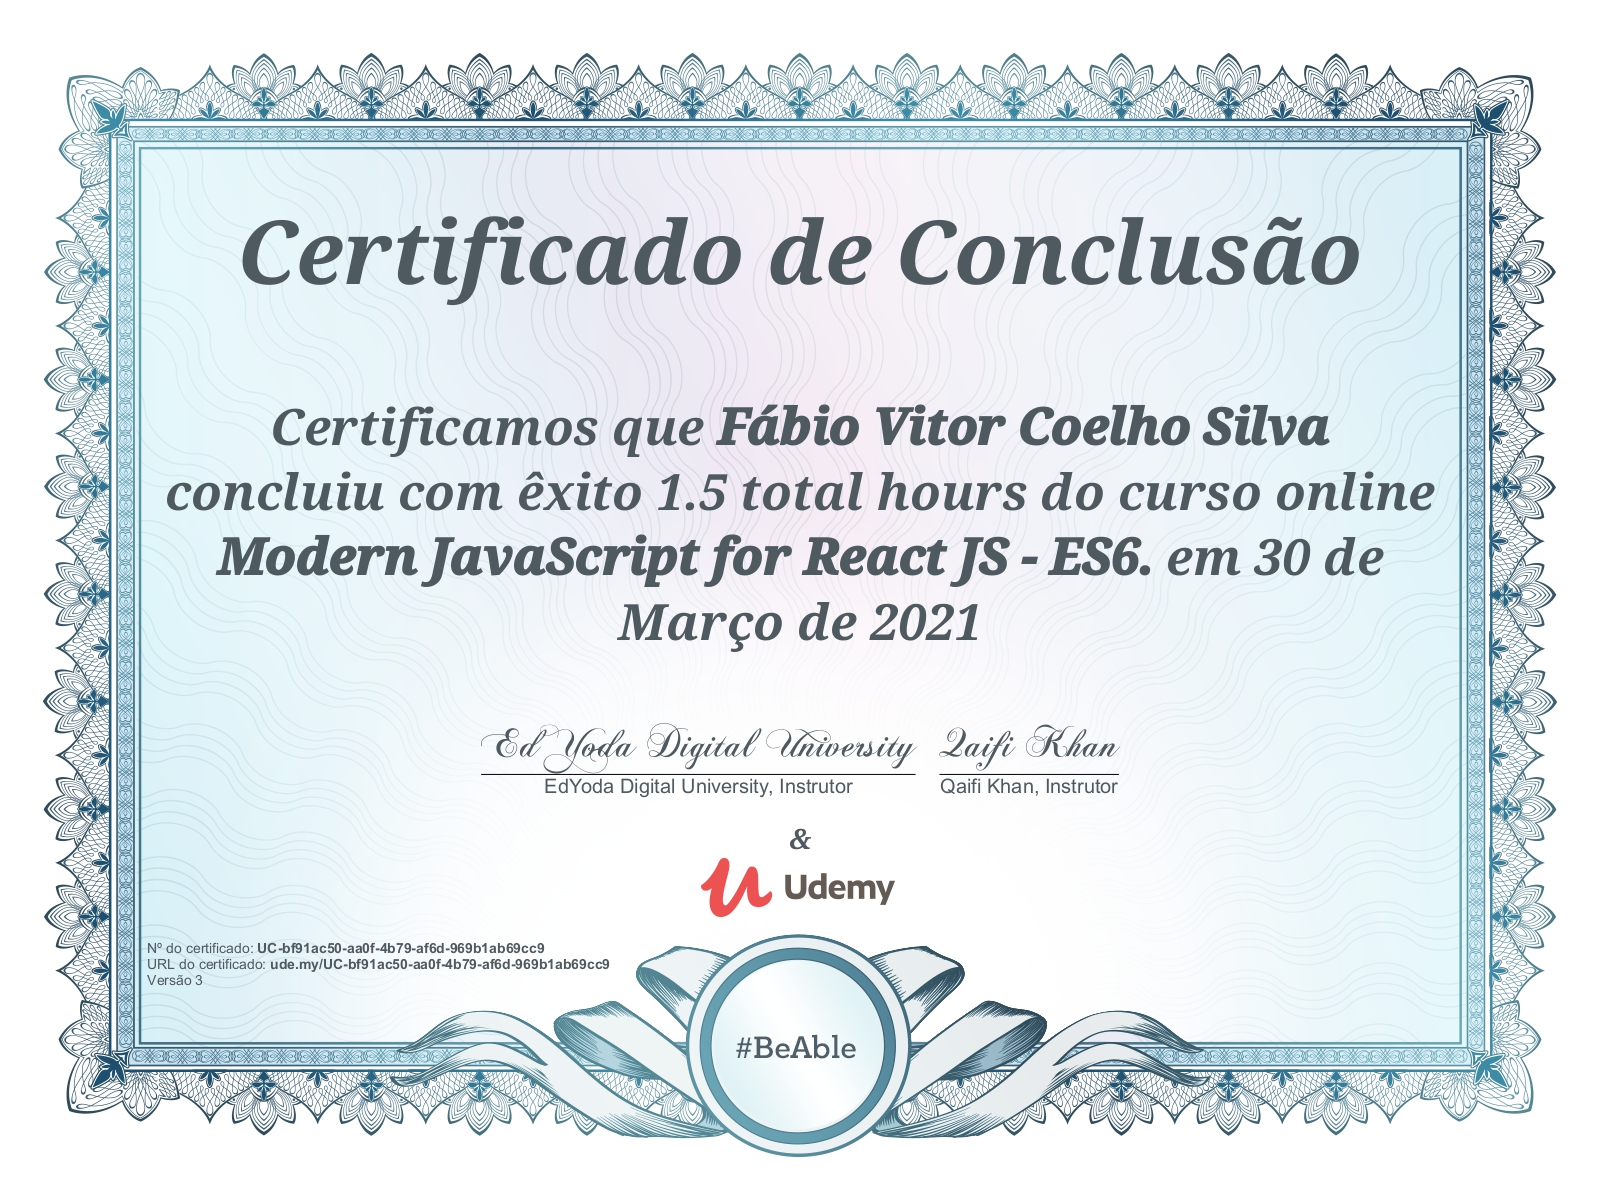 Certificado de Conclusão
Certificamos que Fábio Vitor Coelho Silva
concluiu com êxito 1.5 total hours do curso online
Modern JavaScript for React JS - ES6. em 30 de
Março de 2021
Ed Yoda Digital University Qaifi Khan
EdYoda Digital University, Instrutor Qaifi Khan, Instrutor
&
Udemy
Nº do certificado: UC-bf91ac50-aa0f-4b79-af6d-969b1ab69cc9
URL do certificado: ude.my/UC-bf91ac50-aa0f-4b79-af6d-969b1ab69cc9
Versão 3
#BeAble